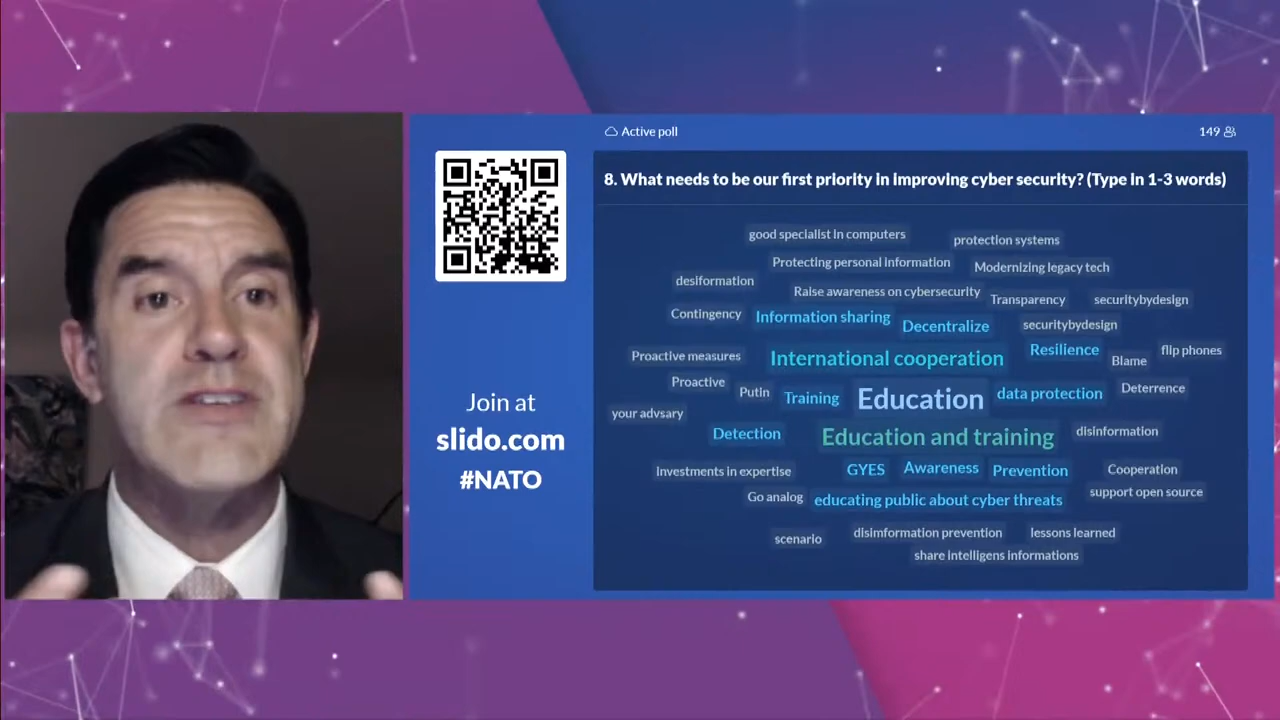 Active poll
149
8. What needs to be our first priority in improving cyber security? (Type in 1-3 words)
Join at
slido.com
#NATO
good specialist in computers
protection systems
Protecting personal information
Modernizing legacy tech
desiformation
Raise awareness on cybersecurity
Transparency
securitybydesign
Contingency
Information sharing
Decentralize
securitybydesign
Proactive measures
International cooperation
Resilience
Blame
flip phones
Proactive
Putin
Training
Education
data protection
Deterrence
your advsary
Detection
Education and training
disinformation
Investments in expertise
GYES
Awareness
Prevention
Cooperation
Go analog
educating public about cyber threats
support open source
scenario
disimformation prevention
lessons learned
share intelligens informations